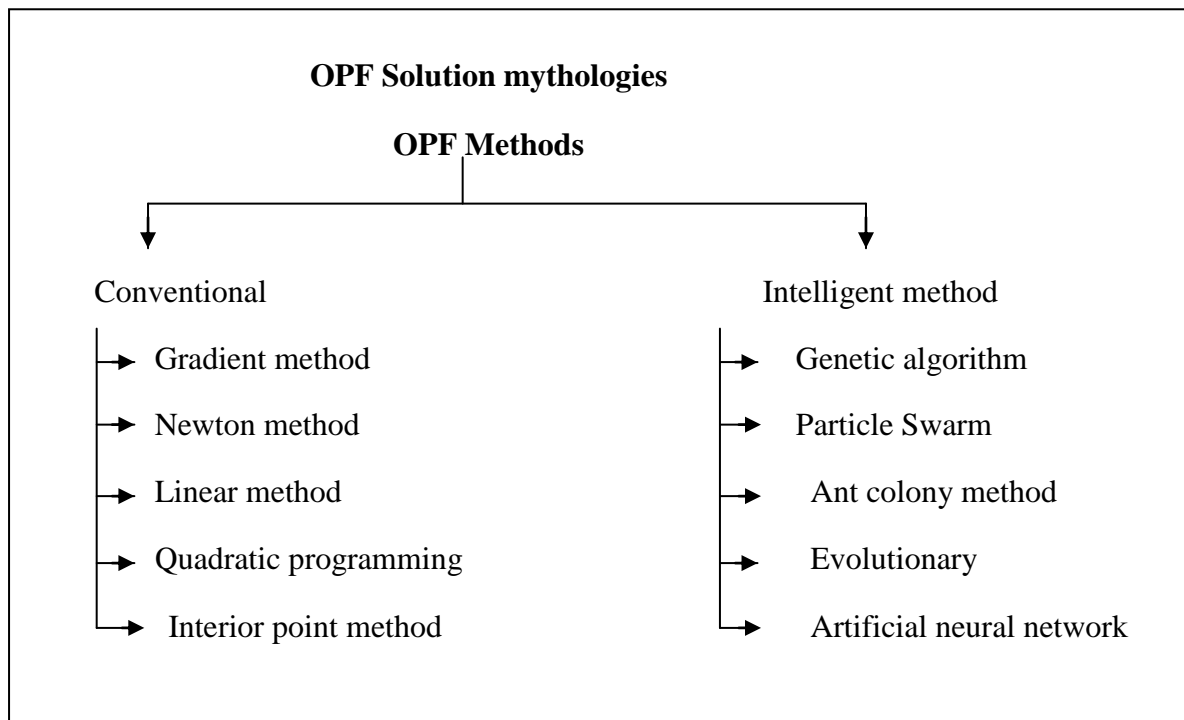 OPF Solution mythologies
OPF Methods
Conventional
Gradient method
Newton method
Linear method
Quadratic programming
Interior point method
Intelligent method
Genetic algorithm
Particle Swarm
Ant colony method
Evolutionary
Artificial neural network